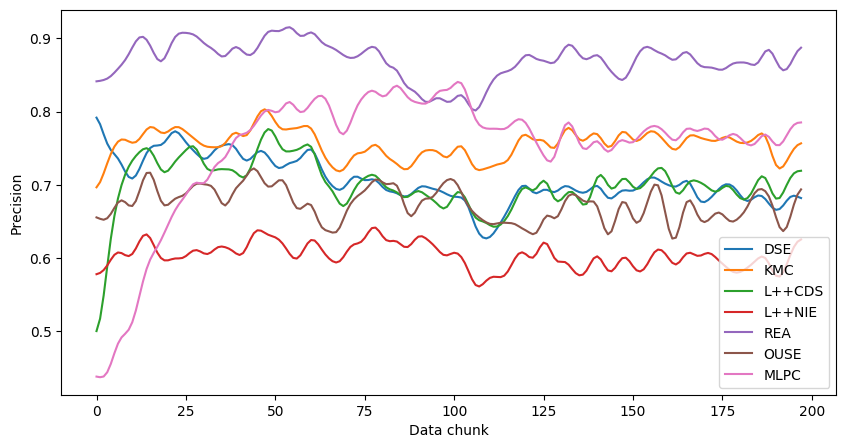 Precision
0.9
0.8
0.7
0.6
0.5
0
25
50
75
100
125
150
175
200
Data chunk
DSE
KMC
L++CDS
L++NIE
REA
OUSE
MLPC